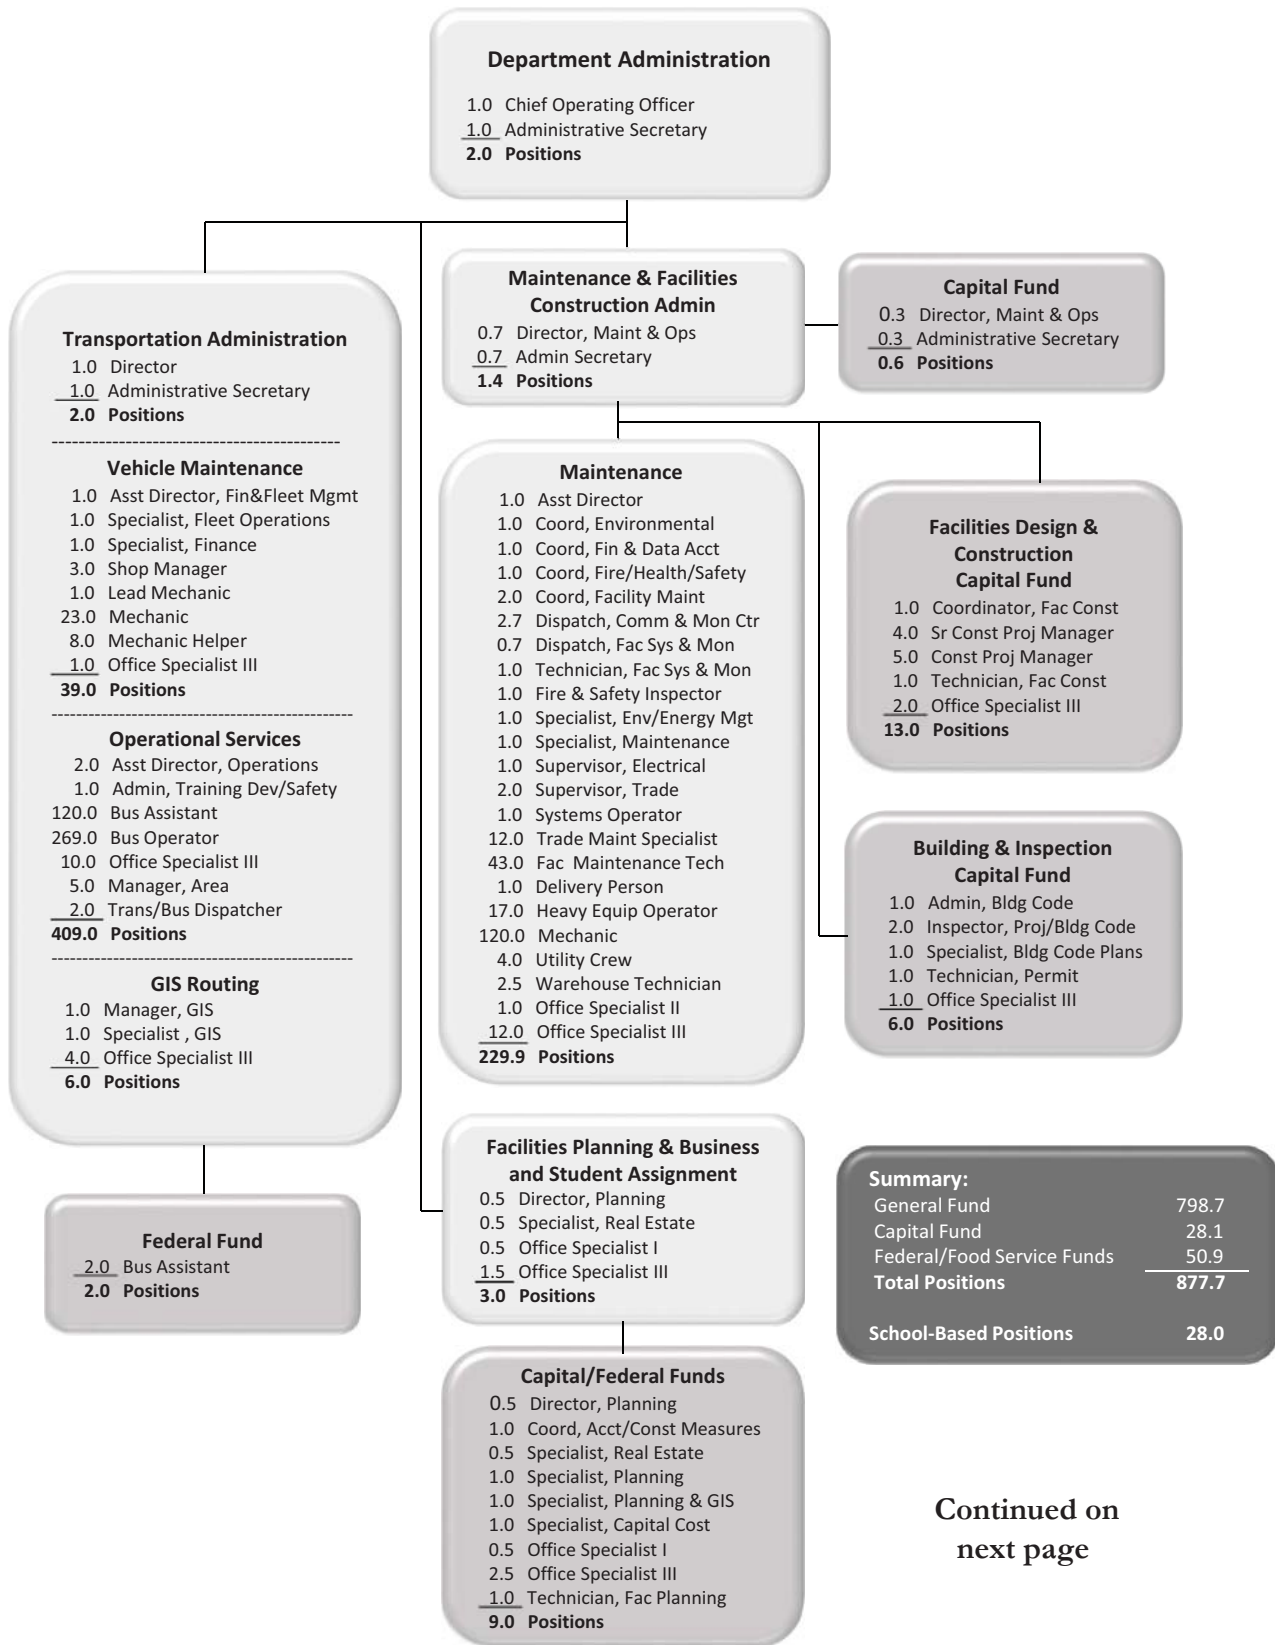 Department Administration
1.0 Chief Operating Officer
1.0 Administrative Secretary
2.0 Positions
Transportation Administration
1.0 Director
1.0 Administrative Secretary
2.0 Positions
-------------------------------------------
Vehicle Maintenance
1.0 Asst Director, Fin&Fleet Mgmt
1.0 Specialist, Fleet Operations
1.0 Specialist, Finance
3.0 Shop Manager
1.0 Lead Mechanic
23.0 Mechanic
8.0 Mechanic Helper
1.0 Office Specialist III
39.0 Positions
-------------------------------------------------
Operational Services
2.0 Asst Director, Operations
1.0 Admin, Training Dev/Safety
120.0 Bus Assistant
269.0 Bus Operator
10.0 Office Specialist III
5.0 Manager, Area
2.0 Trans/Bus Dispatcher
409.0 Positions
-------------------------------------------------
GIS Routing
1.0 Manager, GIS
1.0 Specialist , GIS
4.0 Office Specialist III
6.0 Positions
Federal Fund
2.0 Bus Assistant
2.0 Positions
Maintenance & Facilities
Construction Admin
0.7 Director, Maint & Ops
0.7 Admin Secretary
1.4 Positions
Capital Fund
0.3 Director, Maint & Ops
0.3 Administrative Secretary
0.6 Positions
Maintenance
1.0 Asst Director
1.0 Coord, Environmental
1.0 Coord, Fin & Data Acct
1.0 Coord, Fire/Health/Safety
2.0 Coord, Facility Maint
2.7 Dispatch, Comm & Mon Ctr
0.7 Dispatch, Fac Sys & Mon
1.0 Technician, Fac Sys & Mon
1.0 Fire & Safety Inspector
1.0 Specialist, Env/Energy Mgt
1.0 Specialist, Maintenance
1.0 Supervisor, Electrical
2.0 Supervisor, Trade
1.0 Systems Operator
12.0 Trade Maint Specialist
43.0 Fac Maintenance Tech
1.0 Delivery Person
17.0 Heavy Equip Operator
120.0 Mechanic
4.0 Utility Crew
2.5 Warehouse Technician
1.0 Office Specialist II
12.0 Office Specialist III
229.9 Positions
Facilities Design &
Construction
Capital Fund
1.0 Coordinator, Fac Const
4.0 Sr Const Proj Manager
5.0 Const Proj Manager
1.0 Technician, Fac Const
2.0 Office Specialist III
13.0 Positions
Building & Inspection
Capital Fund
1.0 Admin, Bldg Code
2.0 Inspector, Proj/Bldg Code
1.0 Specialist, Bldg Code Plans
1.0 Technician, Permit
1.0 Office Specialist III
6.0 Positions
Facilities Planning & Business
and Student Assignment
0.5 Director, Planning
0.5 Specialist, Real Estate
0.5 Office Specialist I
1.5 Office Specialist III
3.0 Positions
Capital/Federal Funds
0.5 Director, Planning
1.0 Coord, Acct/Const Measures
0.5 Specialist, Real Estate
1.0 Specialist, Planning
1.0 Specialist, Planning & GIS
1.0 Specialist, Capital Cost
0.5 Office Specialist I
2.5 Office Specialist III
1.0 Technician, Fac Planning
9.0 Positions
Summary:
General Fund 798.7
Capital Fund 28.1
Federal/Food Service Funds 50.9
Total Positions 877.7
School-Based Positions 28.0
Continued on
next page